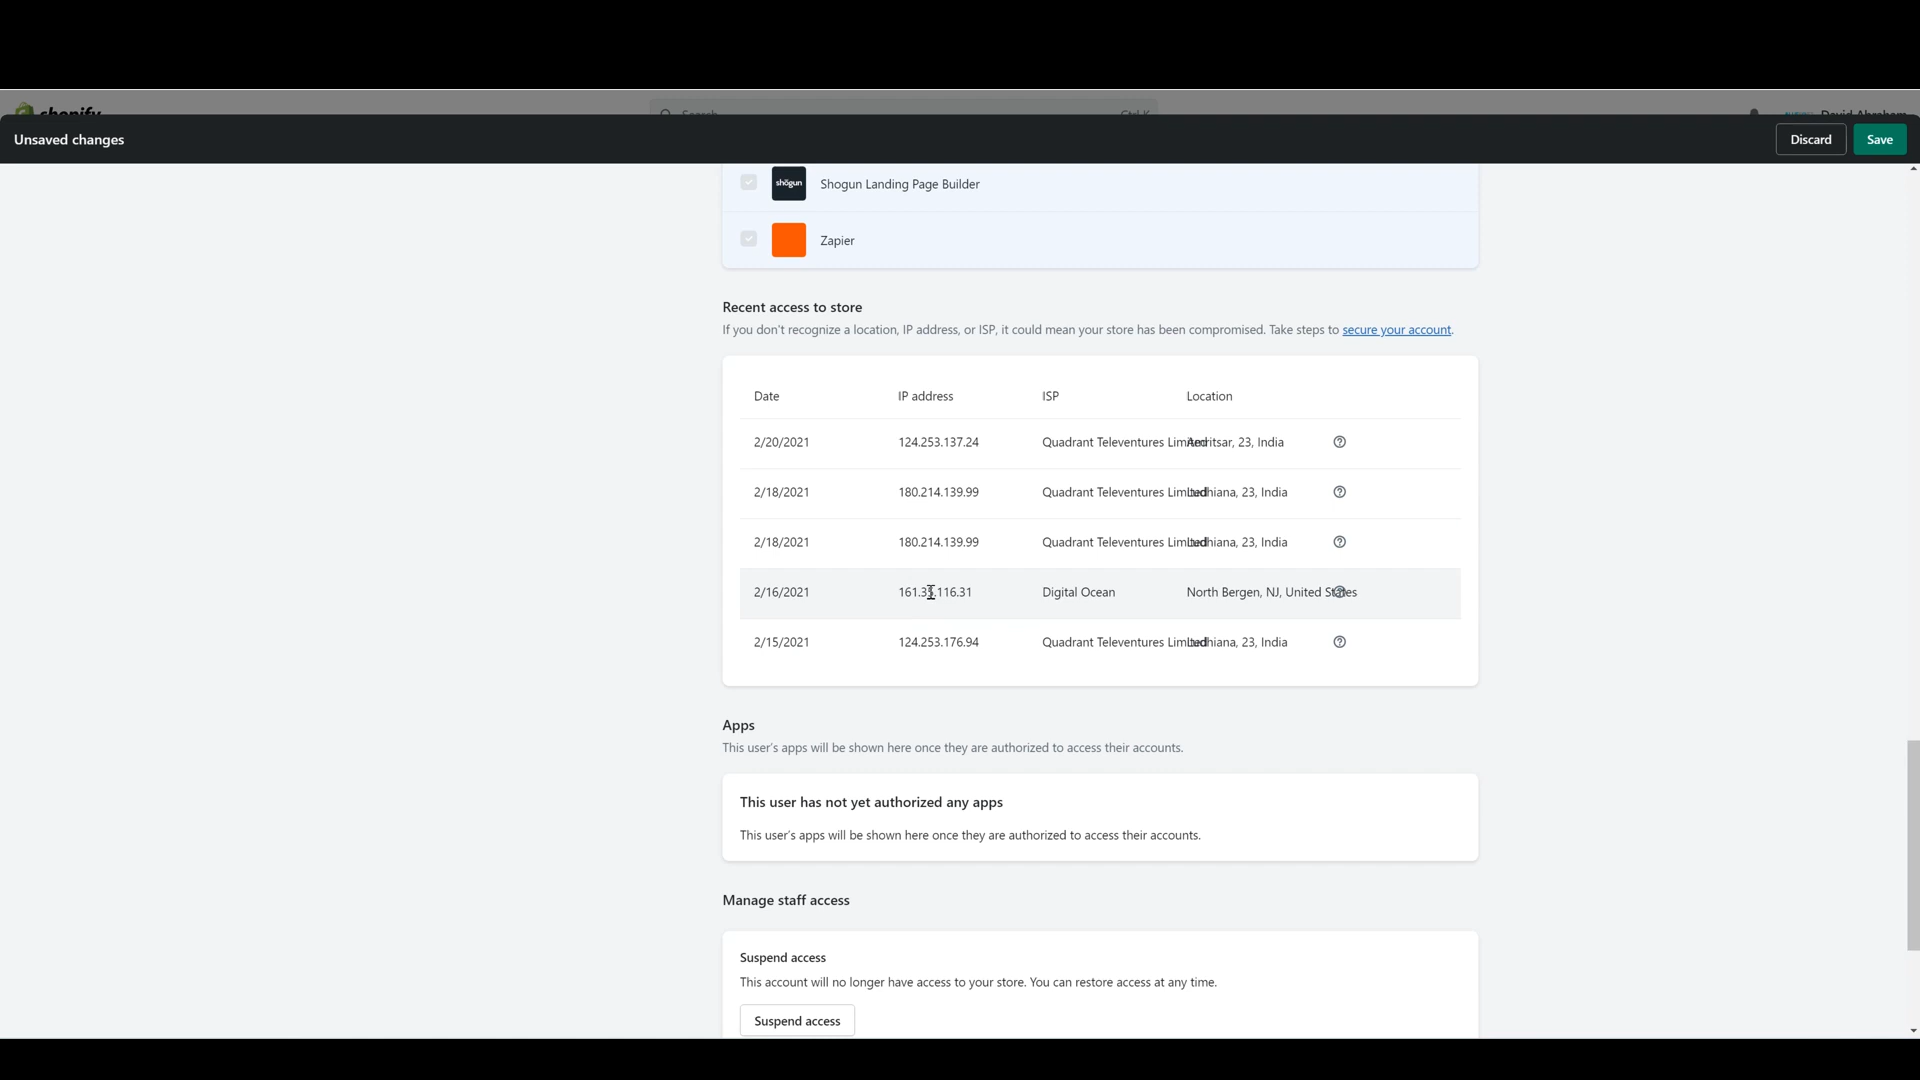 shopify
Search
Ctrl K
David Abraham
Unsaved changes
Discard
Save
shogun
Shogun Landing Page Builder
Zapier
Recent access to store
If you don't recognize a location, IP address, or ISP, it could mean your store has been compromised. Take steps to secure your account.
Date IP address ISP Location
2/20/2021 124.253.137.24 Quadrant Televentures Limited Amritsar, 23, India
2/18/2021 180.214.139.99 Quadrant Televentures Limited Ludhiana, 23, India
2/18/2021 180.214.139.99 Quadrant Televentures Limited Ludhiana, 23, India
2/16/2021 Digital Ocean North Bergen, NJ, United States
2/15/2021 124.253.176.94 Quadrant Televentures Limited Ludhiana, 23, India
Apps
This user's apps will be shown here once they are authorized to access their accounts.
This user has not yet authorized any apps
This user's apps will be shown here once they are authorized to access their accounts.
Manage staff access
Suspend access
This account will no longer have access to your store. You can restore access at any time.
Suspend access